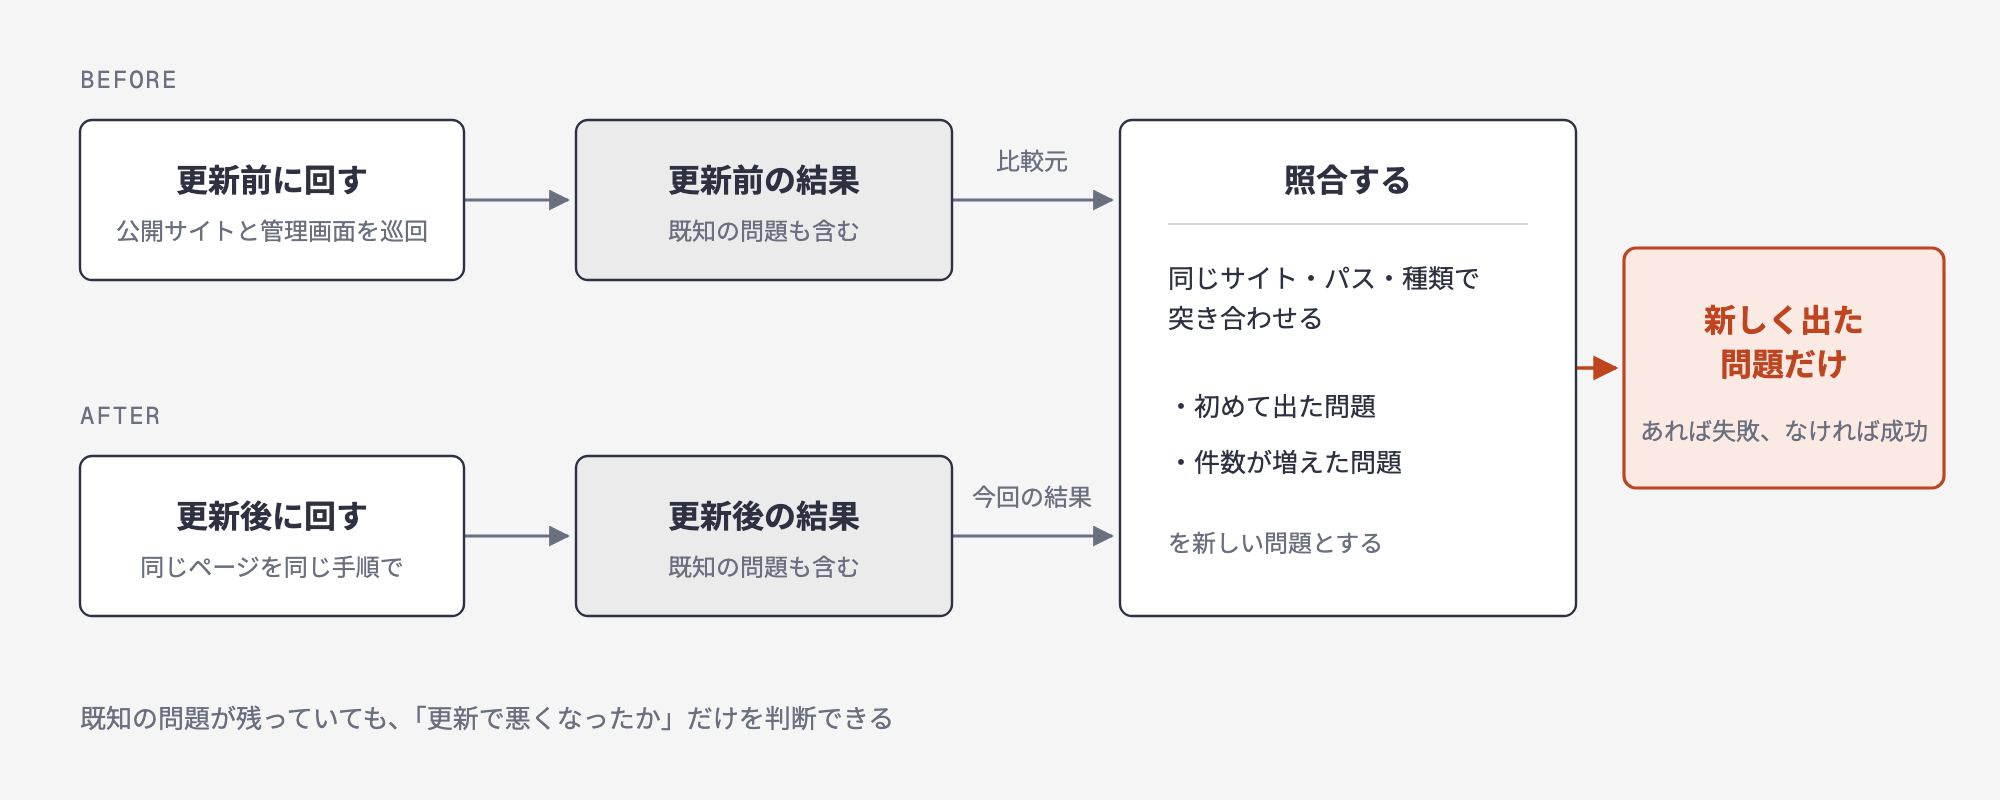 BEFORE
更新前に回す
公開サイトと管理画面を巡回
更新前の結果
既知の問題も含む
比較元
照合する
同じサイト・パス・種類で
突き合わせる
・初めて出た問題
・件数が増えた問題
を新しい問題とする
新しく出た
問題だけ
あれば失敗、なければ成功
AFTER
更新後に回す
同じページを同じ手順で
更新後の結果
既知の問題も含む
今回の結果
既知の問題が残っていても、「更新で悪くなったか」だけを判断できる